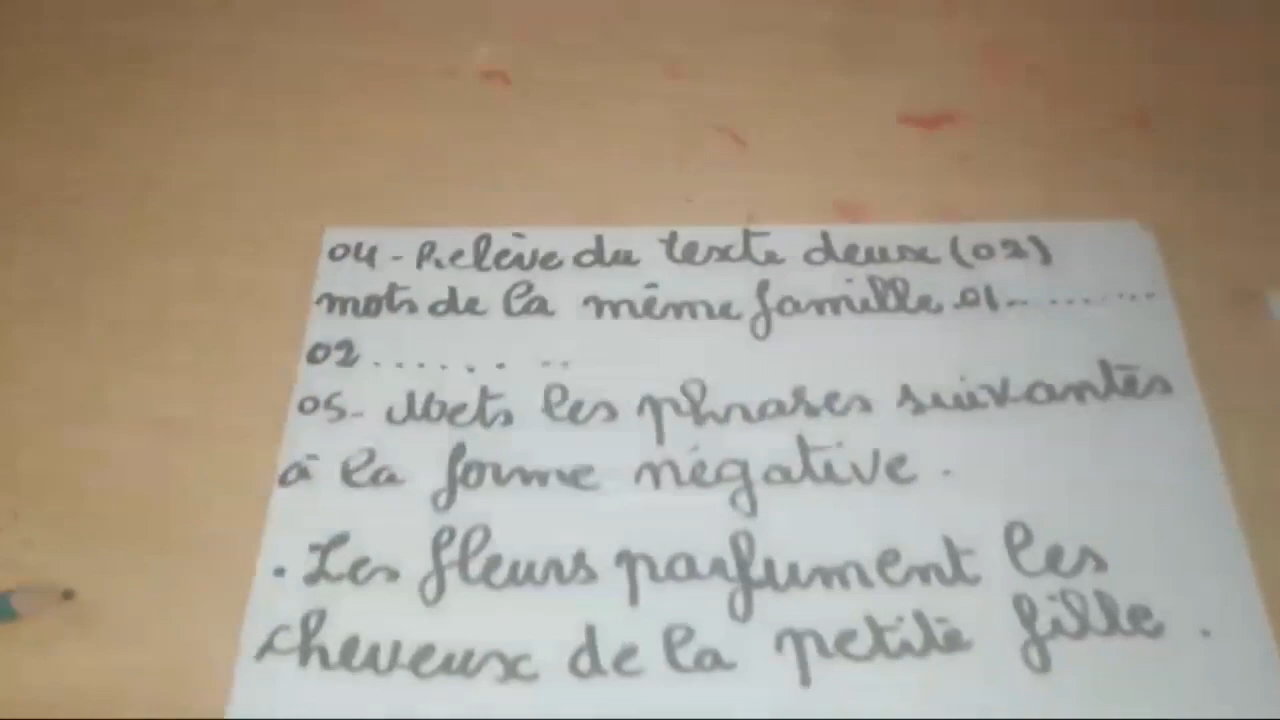 04-Relève du texte deux (02)
mots de la même famille.01.........
02........
05- Mets les phrases suivantes
à la forme négative.
. Les fleurs parfument les
cheveux de la petite fille.